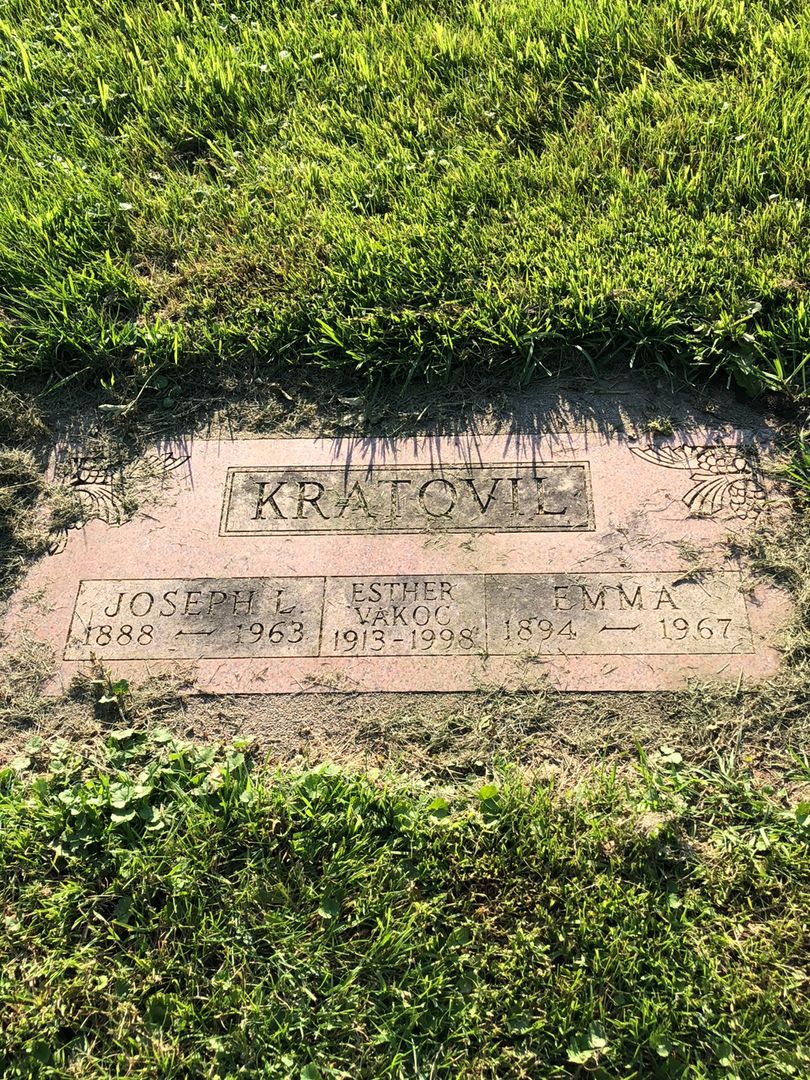 KRATOVIL
JOSEPH L.
1888 — 1963
ESTHER
VAKOC
1913-1998
EMMA
1894 — 1967